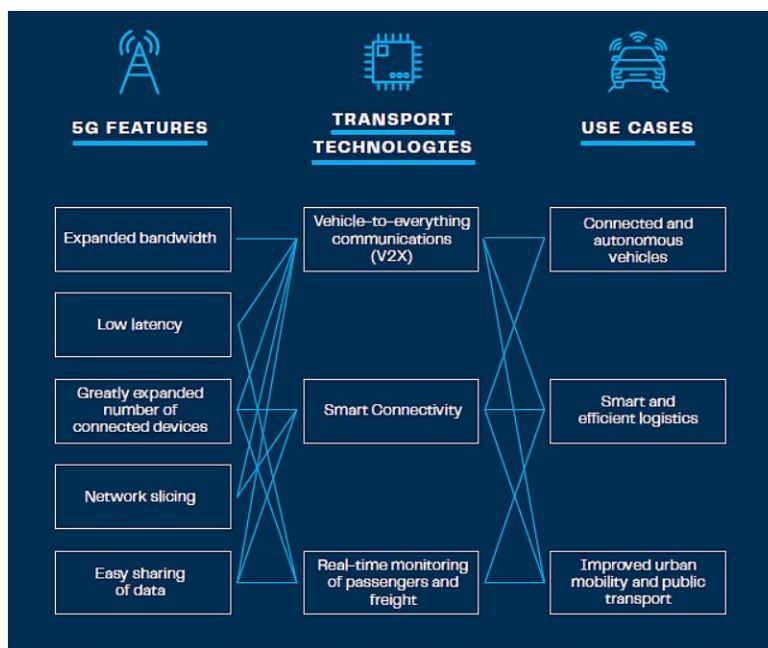 5G FEATURES
TRANSPORT
TECHNOLOGIES
USE CASES
Expanded bandwidth
Low latency
Greatly expanded
number of
connected devices
Network slicing
Easy sharing
of data
Vehicle-to-everything
communications
(V2X)
Smart Connectivity
Real-time monitoring
of passengers and
freight
Connected and
autonomous
vehicles
Smart and
efficient logistics
Improved urban
mobility and public
transport